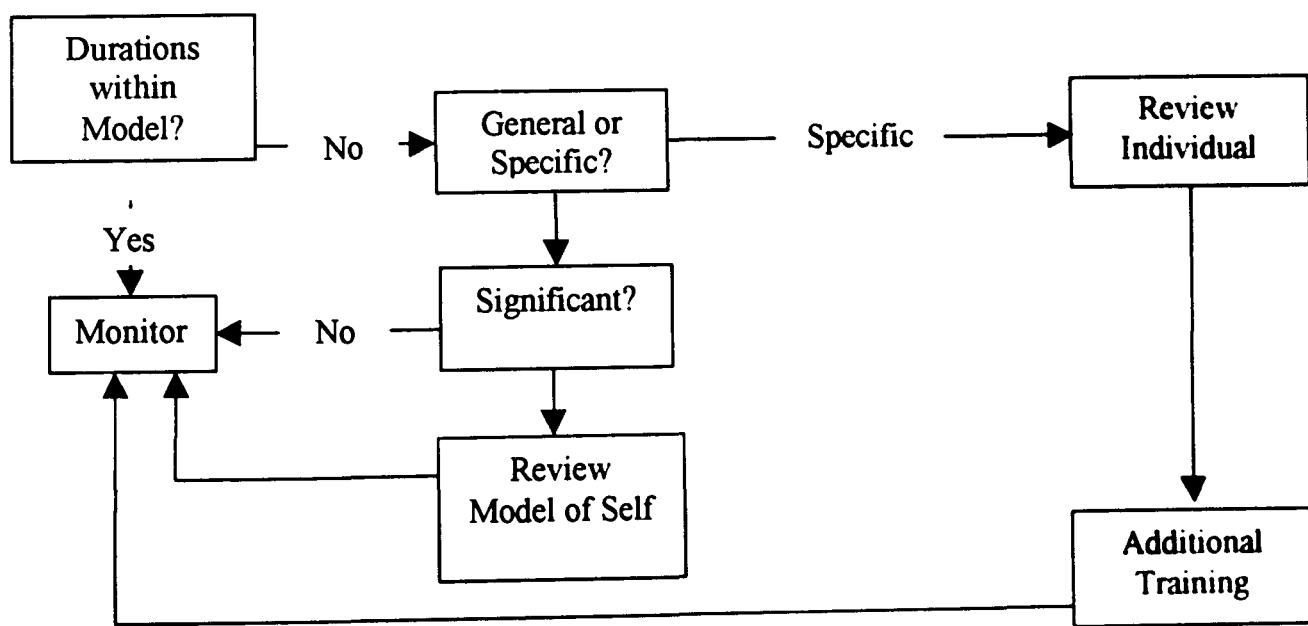 Durations
within
Model?
No
General or
Specific?
Specific
Review
Individual
Yes
Monitor
No
Significant?
Review
Model of Self
Additional
Training